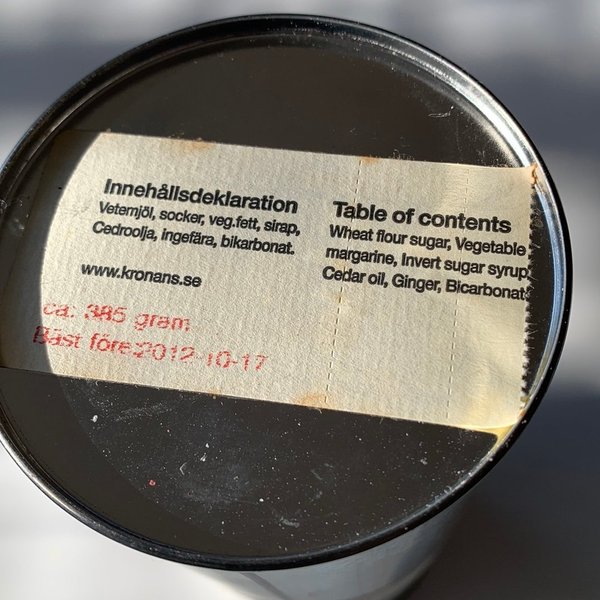 Innehållsdeklaration
Vetemjöl, socker, veg.fett, sirap,
Cedroolja, ingefära, bikarbonat.
www.kronans.se
ca. 385 gram
Bäst före:2012-10-17
Table of contents
Wheat flour sugar, Vegetable
margarine, Invert sugar syrup,
Cedar oil, Ginger, Bicarbonat.